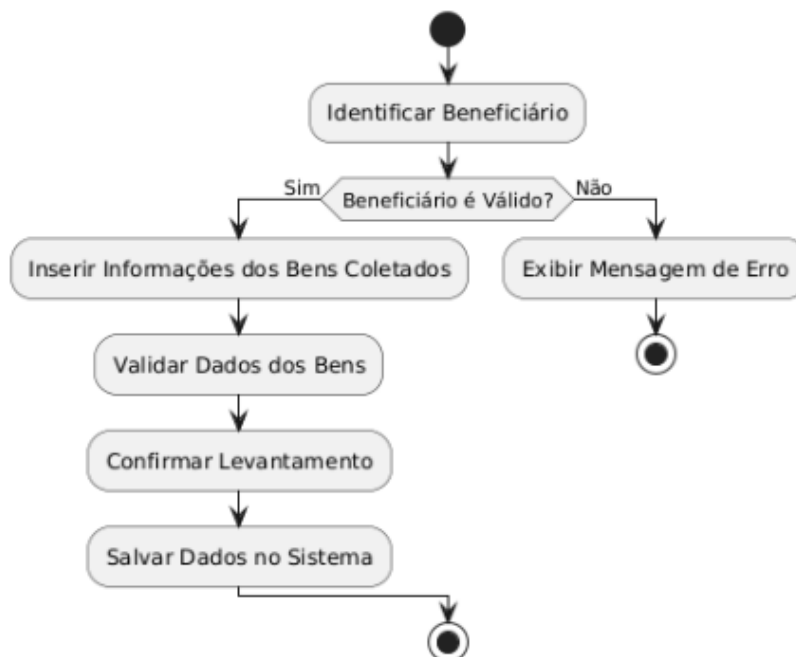 Identificar Beneficiário
Sim
Beneficiário é Válido?
Não
Inserir Informações dos Bens Coletados
Exibir Mensagem de Erro
Validar Dados dos Bens
Confirmar Levantamento
Salvar Dados no Sistema